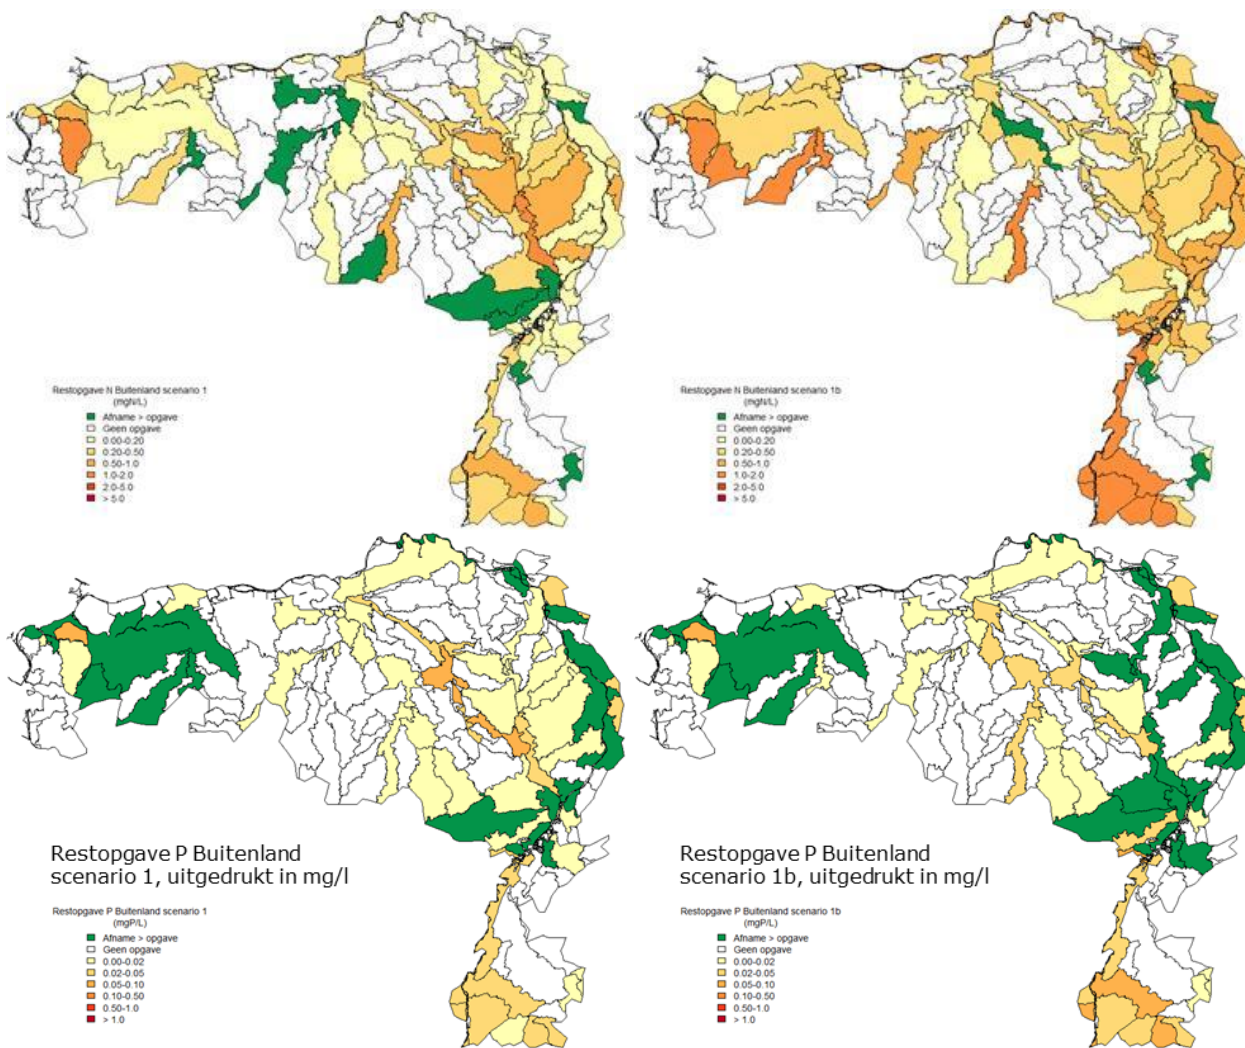 Restopgave N Buitenland scenario 1
(mgN/L)
Afname > opgave
Geen opgave
0.00-0.20
0.20-0.50
0.50-1.0
1.0-2.0
2.0-5.0
> 5.0
Restopgave N Buitenland scenario 1b
(mgN/L)
Afname > opgave
Geen opgave
0.00-0.20
0.20-0.50
0.50-1.0
1.0-2.0
2.0-5.0
> 5.0
Restopgave P Buitenland
scenario 1, uitgedrukt in mg/l
Restopgave P Buitenland scenario 1
(mgP/L)
Afname > opgave
Geen opgave
0.00-0.02
0.02-0.05
0.05-0.10
0.10-0.50
0.50-1.0
> 1.0
Restopgave P Buitenland
scenario 1b, uitgedrukt in mg/l
Restopgave P Buitenland scenario 1b
(mgP/L)
Afname > opgave
Geen opgave
0.00-0.02
0.02-0.05
0.05-0.10
0.10-0.50
0.50-1.0
> 1.0